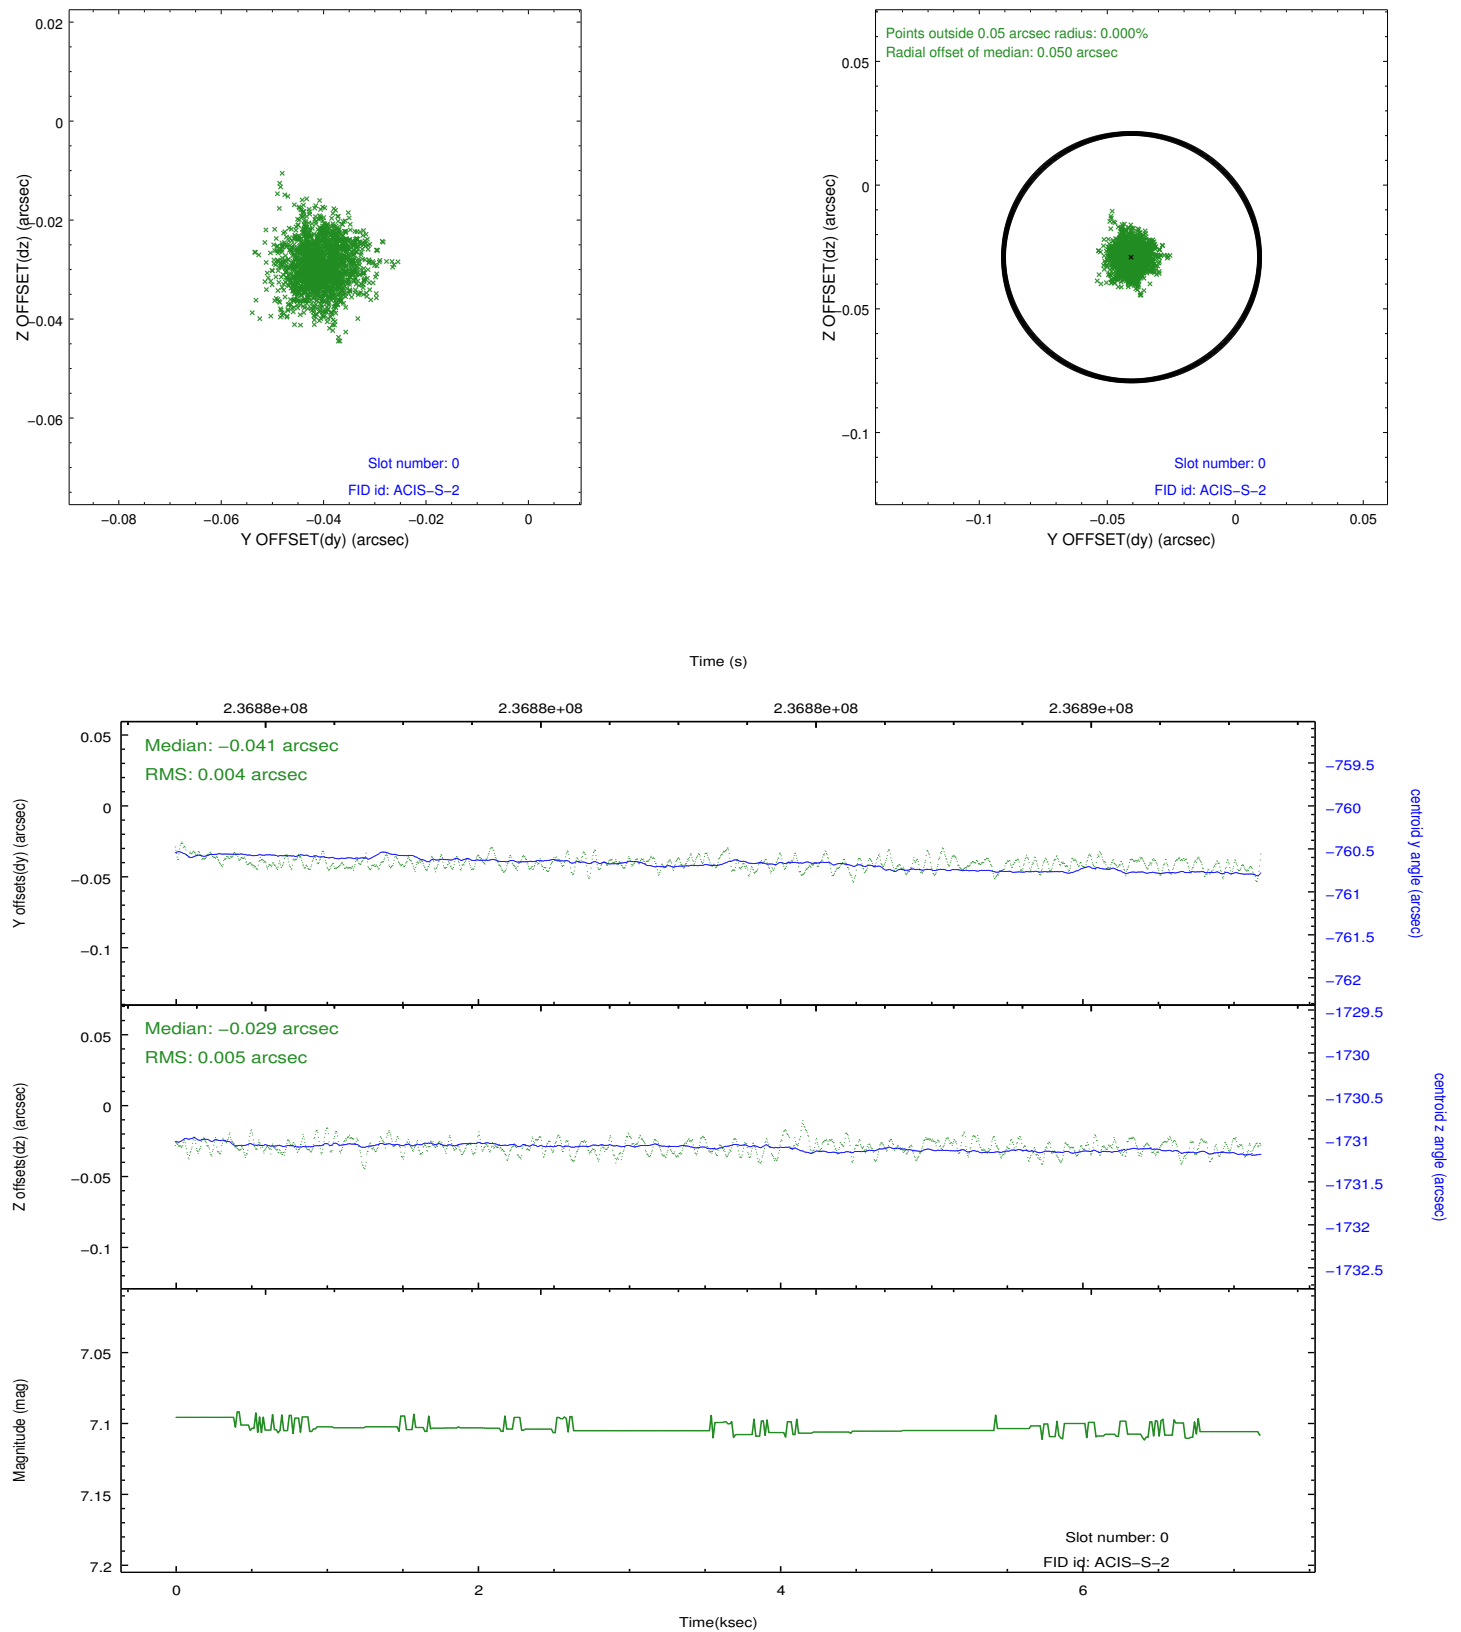 0.02
0
−0.02
−0.04
−0.06
Z OFFSET(dz) (arcsec)
Slot number: 0
FID id: ACIS−S−2
−0.08
−0.06
−0.04
−0.02
0
Y OFFSET(dy) (arcsec)
Points outside 0.05 arcsec radius: 0.000%
Radial offset of median: 0.050 arcsec
0.05
0
−0.05
−0.1
Z OFFSET(dz) (arcsec)
Slot number: 0
FID id: ACIS−S−2
−0.1
−0.05
0
0.05
Y OFFSET(dy) (arcsec)
Time (s)
2.3688e+08
2.3688e+08
2.3688e+08
2.3689e+08
Median: −0.041 arcsec
RMS: 0.004 arcsec
0.05
0
−0.05
−0.1
Y offsets(dy) (arcsec)
−759.5
−760
−760.5
−761
−761.5
−762
centroid y angle (arcsec)
Median: −0.029 arcsec
RMS: 0.005 arcsec
0.05
0
−0.05
−0.1
Z offsets(dz) (arcsec)
−1729.5
−1730
−1730.5
−1731
−1731.5
−1732
−1732.5
centroid z angle (arcsec)
7.05
7.1
7.15
7.2
Magnitude (mag)
Slot number: 0
FID id: ACIS−S−2
0
2
4
6
Time(ksec)